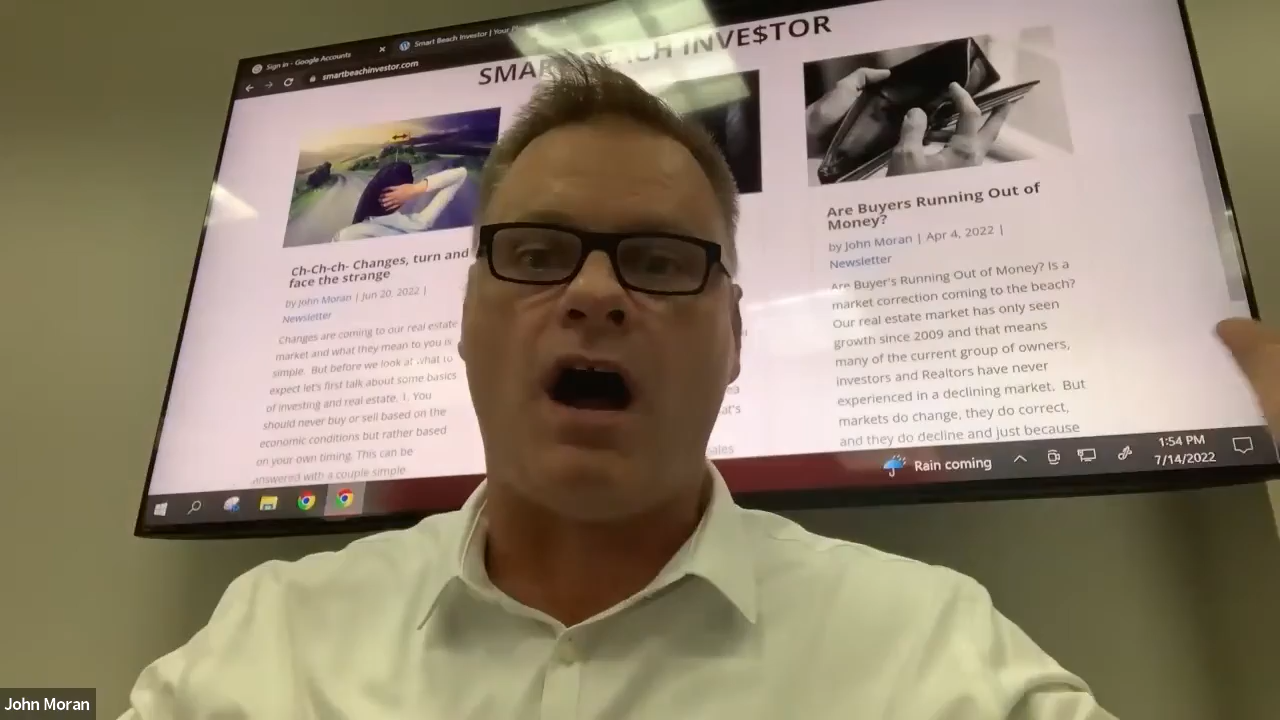 Sign in - Google Accounts
Smart Beach Investor | Your
smartbeachinvestor.com
SMA CH INVE$TOR
Ch-Ch-ch- Changes, turn and
face the strange
by John Moran | Jun 20, 2022 |
Newsletter
Changes are coming to our real estate
market and what they mean to you is
simple. But before we look at what to
expect let's first talk about some basics
of investing and real estate. 1, You
should never buy or sell based on the
economic conditions but rather based
on your own timing. This can be
answered with a couple simple
Are Buyers Running Out of
Money?
by John Moran | Apr 4, 2022 |
Newsletter
Are Buyer's Running Out of Money? Is a
market correction coming to the beach?
Our real estate market has only seen
growth since 2009 and that means
many of the current group of owners,
investors and Realtors have never
experienced in a declining market. But
markets do change, they do correct,
and they do decline and just because
Rain coming
1:54 PM
7/14/2022
John Moran